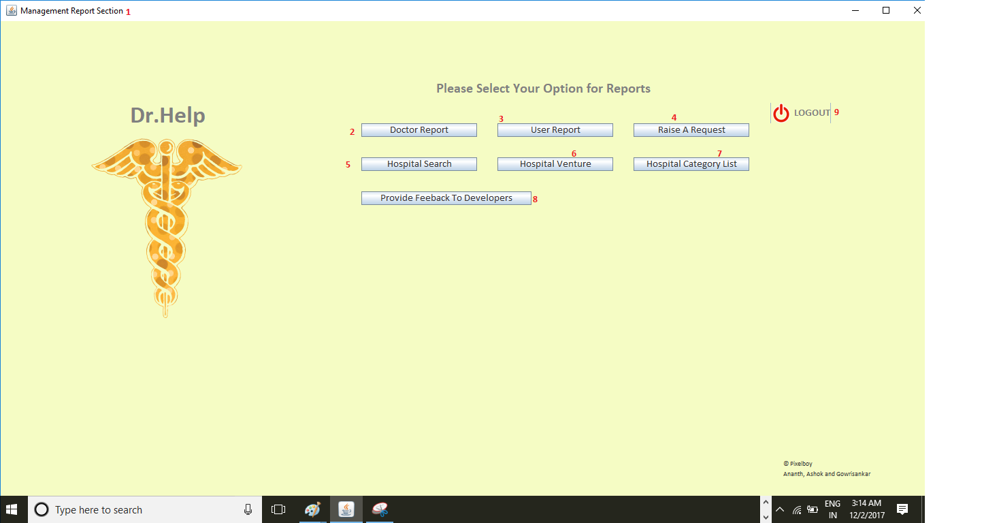 Management Report Section 1
Please Select Your Option for Reports
Dr.Help
LOGOUT 9
3
4
2 Doctor Report
User Report
Raise A Request
6
7
5 Hospital Search
Hospital Venture
Hospital Category List
Provide Feeback To Developers 8
© Pixelboy
Ananth, Ashok and Gowrisankar
Type here to search
ENG
IN
3:14 AM
12/2/2017